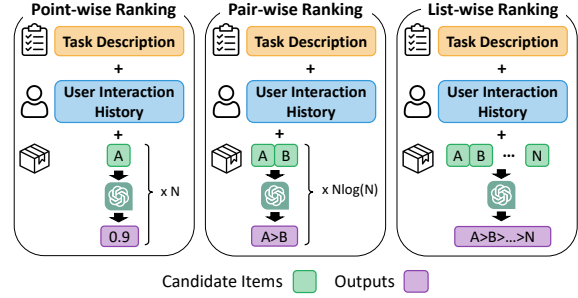 Point-wise Ranking
Task Description
+
User Interaction
History
+
A
x N
0.9
Pair-wise Ranking
Task Description
+
User Interaction
History
+
A B
x Nlog(N)
A>B
List-wise Ranking
Task Description
+
User Interaction
History
+
A B ... N
A>B>...>N
Candidate Items Outputs